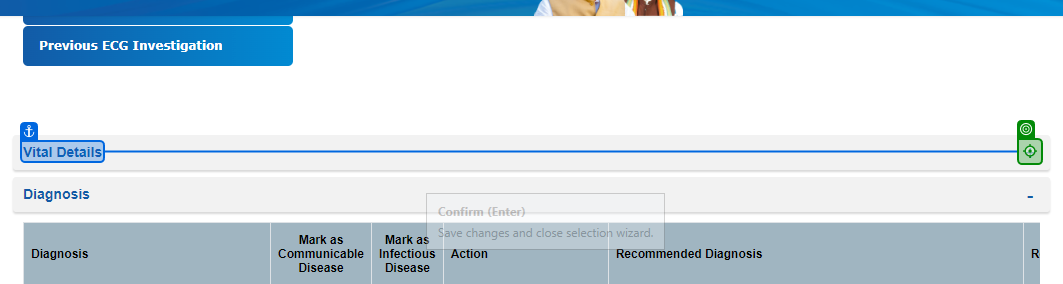 Previous ECG Investigation
Vital Details
Diagnosis
-
Confirm (Enter)
Save changes and close selection wizard.
Diagnosis
Mark as
Communicable
Disease
Mark as
Infectious
Disease
Action
Recommended Diagnosis
R